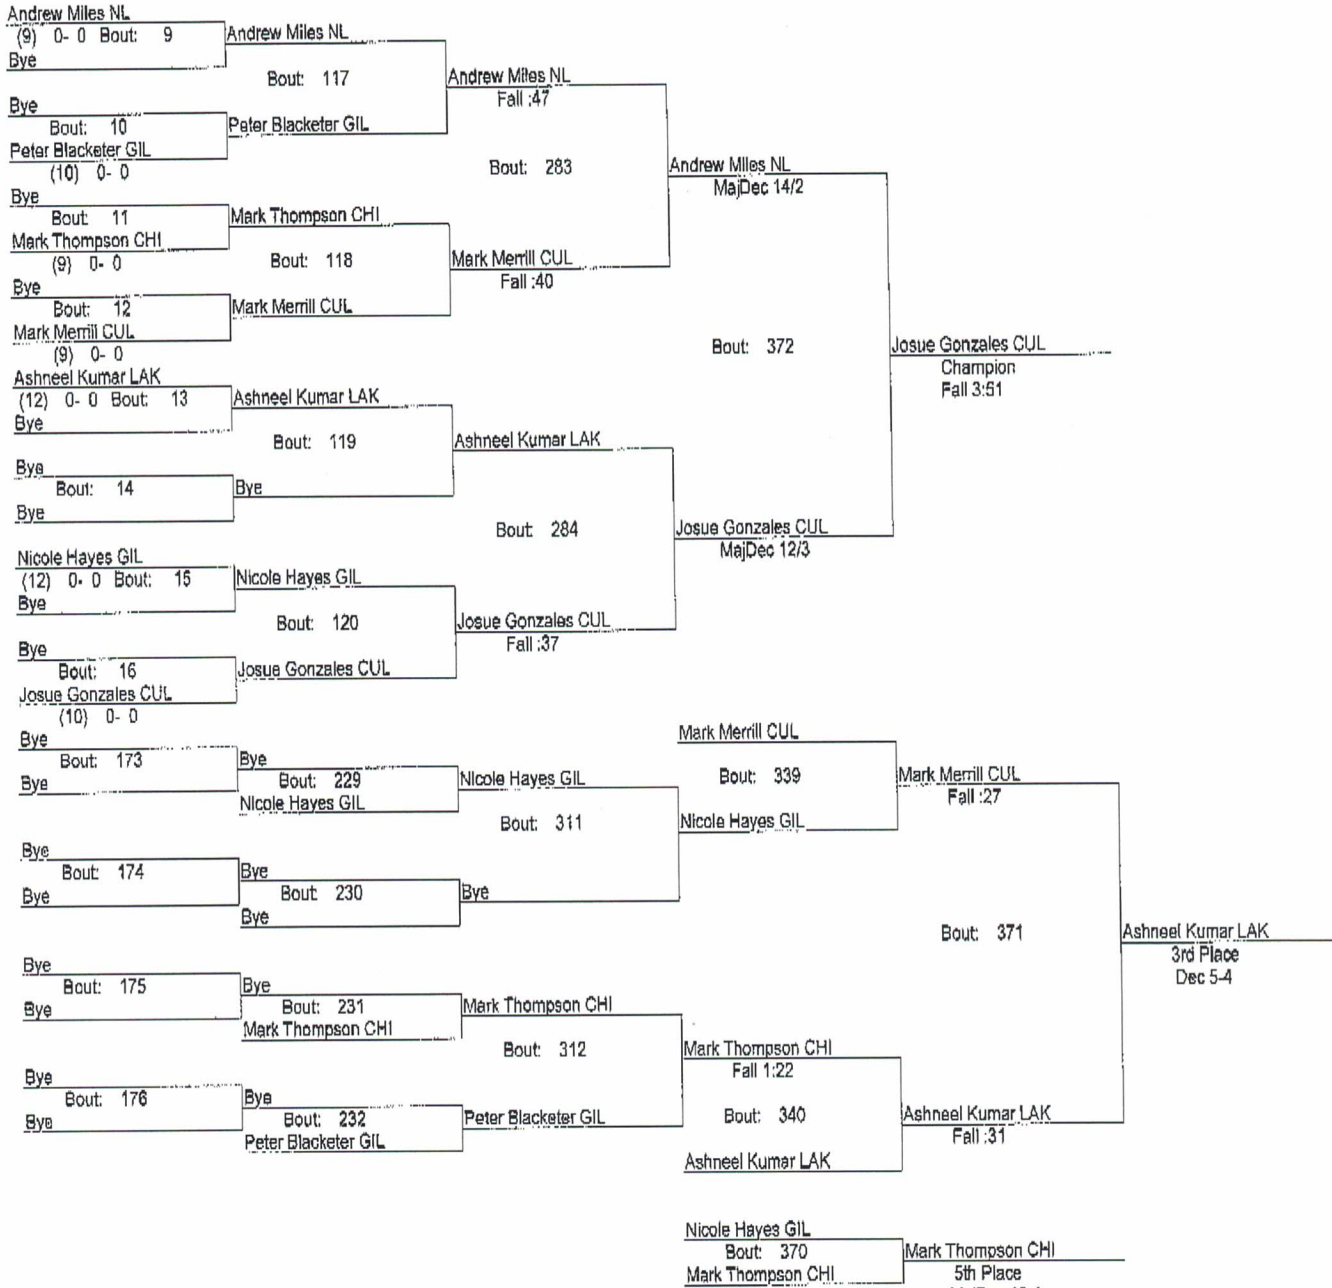 Andrew Miles NL
(9) 0- 0 Bout: 9
Bye
Andrew Miles NL
Bout: 117
Bye
Bout: 10
Peter Blacketer GIL
(10) 0- 0
Peter Blacketer GIL
Andrew Miles NL
Fall :47
Bout: 283
Bye
Bout: 11
Mark Thompson CHI
(9) 0- 0
Mark Thompson CHI
Bout: 118
Bye
Bout: 12
Mark Merrill CUL
(9) 0- 0
Mark Merrill CUL
Mark Merrill CUL
Fall :40
Andrew Miles NL
MajDec 14/2
Bout: 372
Josue Gonzales CUL
Champion
Fall 3:51
Ashneel Kumar LAK
(12) 0- 0 Bout: 13
Bye
Ashneel Kumar LAK
Bout: 119
Bye
Bout: 14
Bye
Bye
Ashneel Kumar LAK
Bout: 284
Josue Gonzales CUL
MajDec 12/3
Nicole Hayes GIL
(12) 0- 0 Bout: 15
Bye
Nicole Hayes GIL
Bout: 120
Bye
Bout: 16
Josue Gonzales CUL
(10) 0- 0
Josue Gonzales CUL
Josue Gonzales CUL
Fall :37
Bye
Bout: 173
Bye
Bye
Bout: 229
Nicole Hayes GIL
Nicole Hayes GIL
Bout: 311
Bye
Bout: 174
Bye
Bye
Bout: 230
Bye
Bye
Mark Merrill CUL
Bout: 339
Nicole Hayes GIL
Mark Merrill CUL
Fall :27
Bout: 371
Ashneel Kumar LAK
3rd Place
Dec 5-4
Bye
Bout: 175
Bye
Bye
Bout: 231
Mark Thompson CHI
Mark Thompson CHI
Bout: 312
Bye
Bout: 176
Bye
Bye
Bout: 232
Peter Blacketer GIL
Peter Blacketer GIL
Mark Thompson CHI
Fall 1:22
Bout: 340
Ashneel Kumar LAK
Ashneel Kumar LAK
Fall :31
Nicole Hayes GIL
Bout: 370
Mark Thompson CHI
Mark Thompson CHI
5th Place